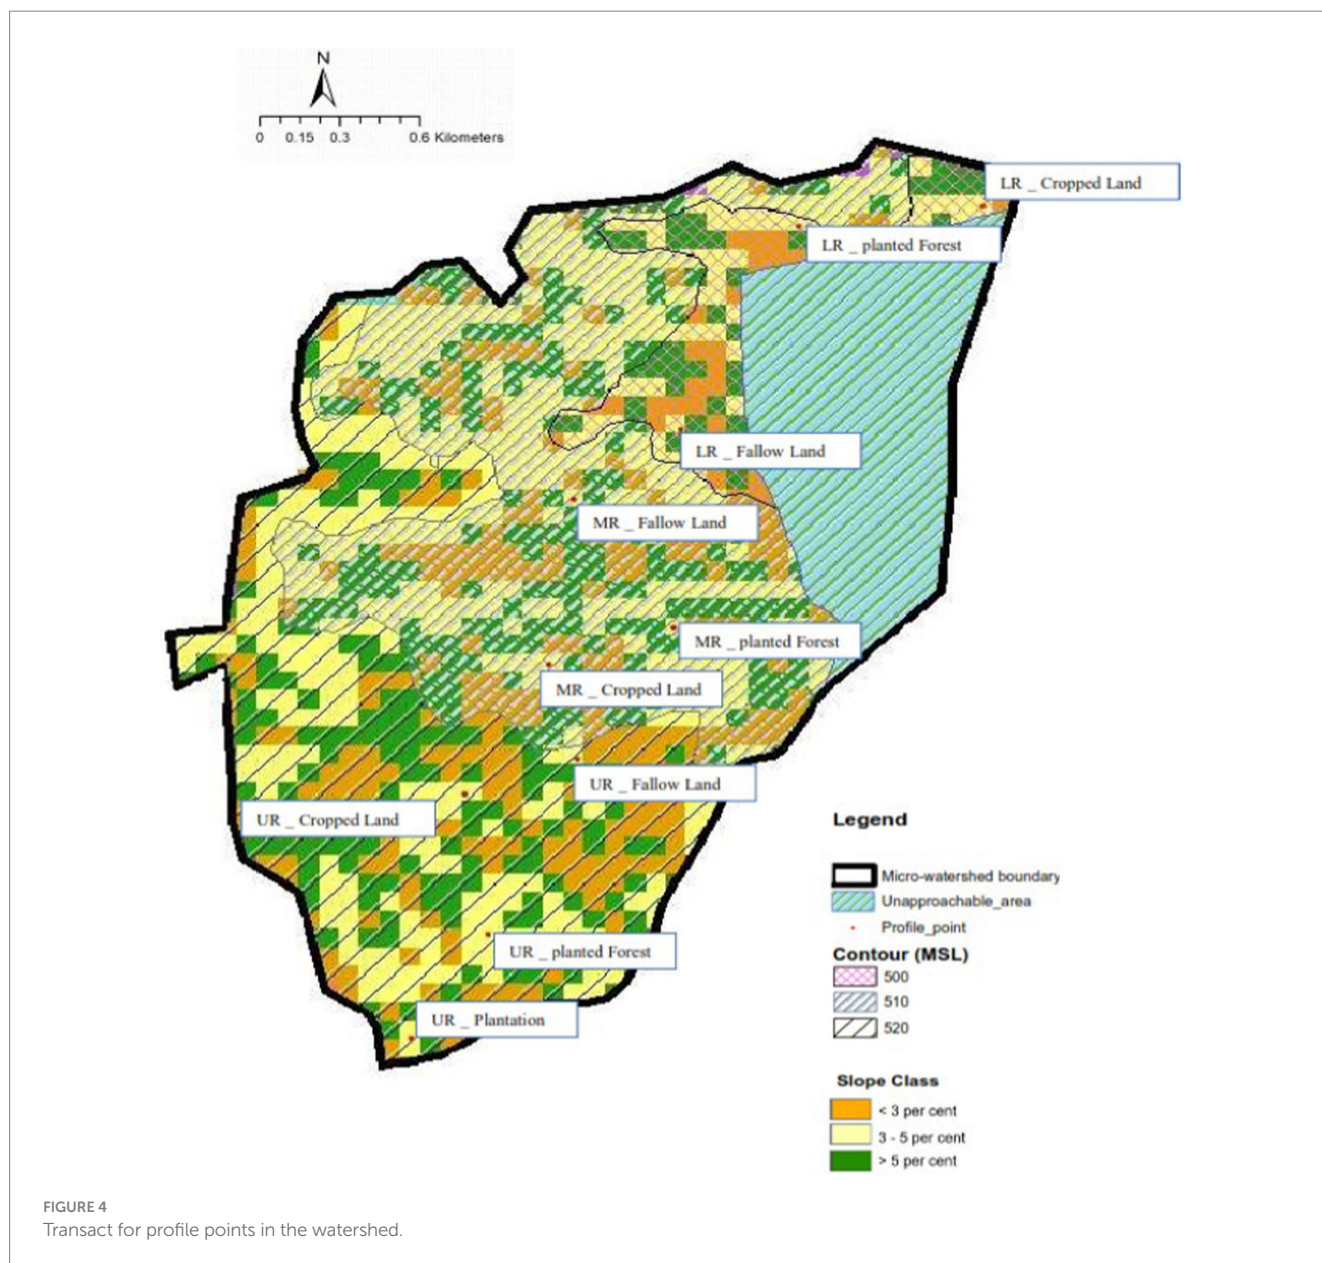 N
0 0.15 0.3 0.6 Kilometers
LR _ Cropped Land
LR _ planted Forest
LR _ Fallow Land
MR _ Fallow Land
MR _ planted Forest
MR _ Cropped Land
UR _ Fallow Land
UR _ Cropped Land
UR _ planted Forest
UR _ Plantation
Legend
Micro-watershed boundary
Unapproachable_area
Profile_point
Contour (MSL)
500
510
520
Slope Class
< 3 per cent
3 - 5 per cent
> 5 per cent
FIGURE 4
Transact for profile points in the watershed.